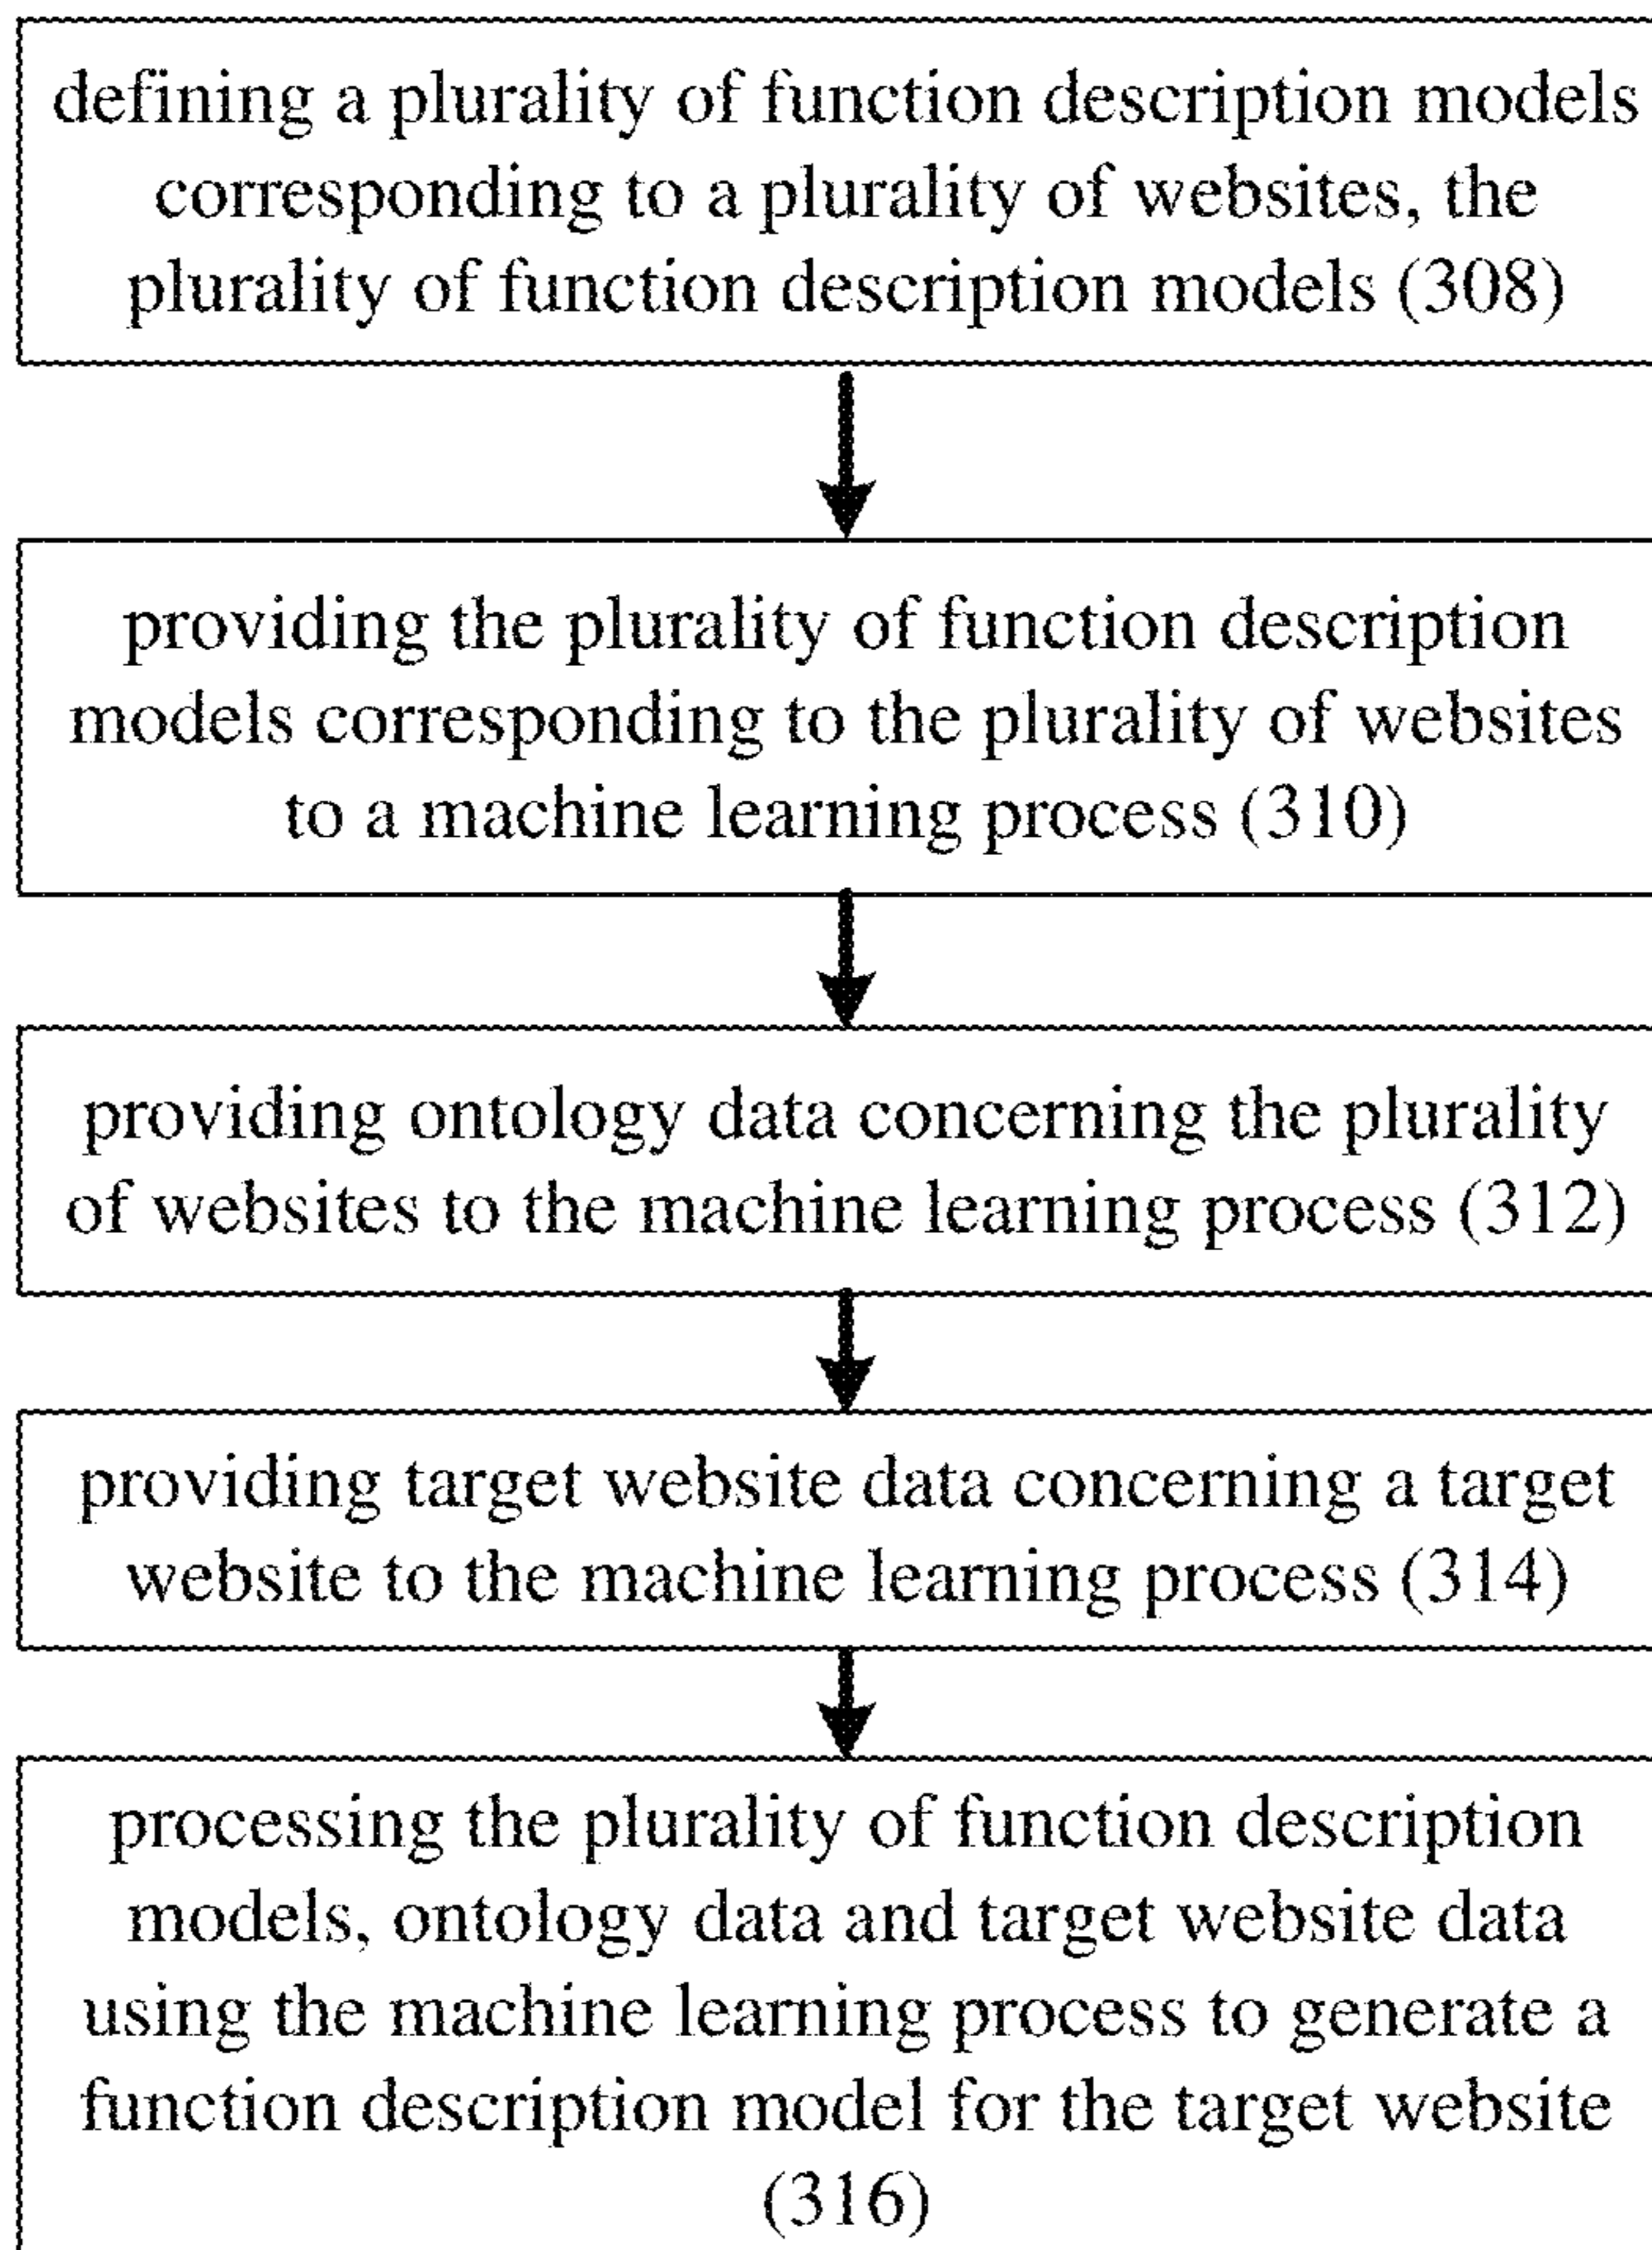 defining a plurality of function description models
corresponding to a plurality of websites, the
plurality of function description models (308)
providing the plurality of function description
models corresponding to the plurality of websites
to a machine learning process (310)
providing ontology data concerning the plurality
of websites to the machine learning process (312)
providing target website data concerning a target
website to the machine learning process (314)
processing the plurality of function description
models, ontology data and target website data
using the machine learning process to generate a
function description model for the target website
(316)